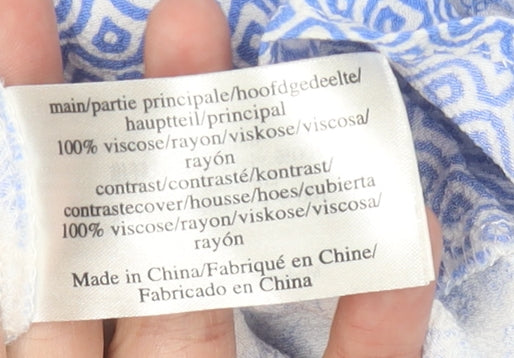 main/partie principale/hoofdgedeelte/
hauptteil/principal
100% viscose/rayon/viskose/viscosa/
rayón
contrast/contrasté/kontrast/
contrastecover/housse/hoes/cubierta
100% viscose/rayon/viskose/viscosa/
rayón
Made in China/Fabriqué en Chine/
Fabricado en China